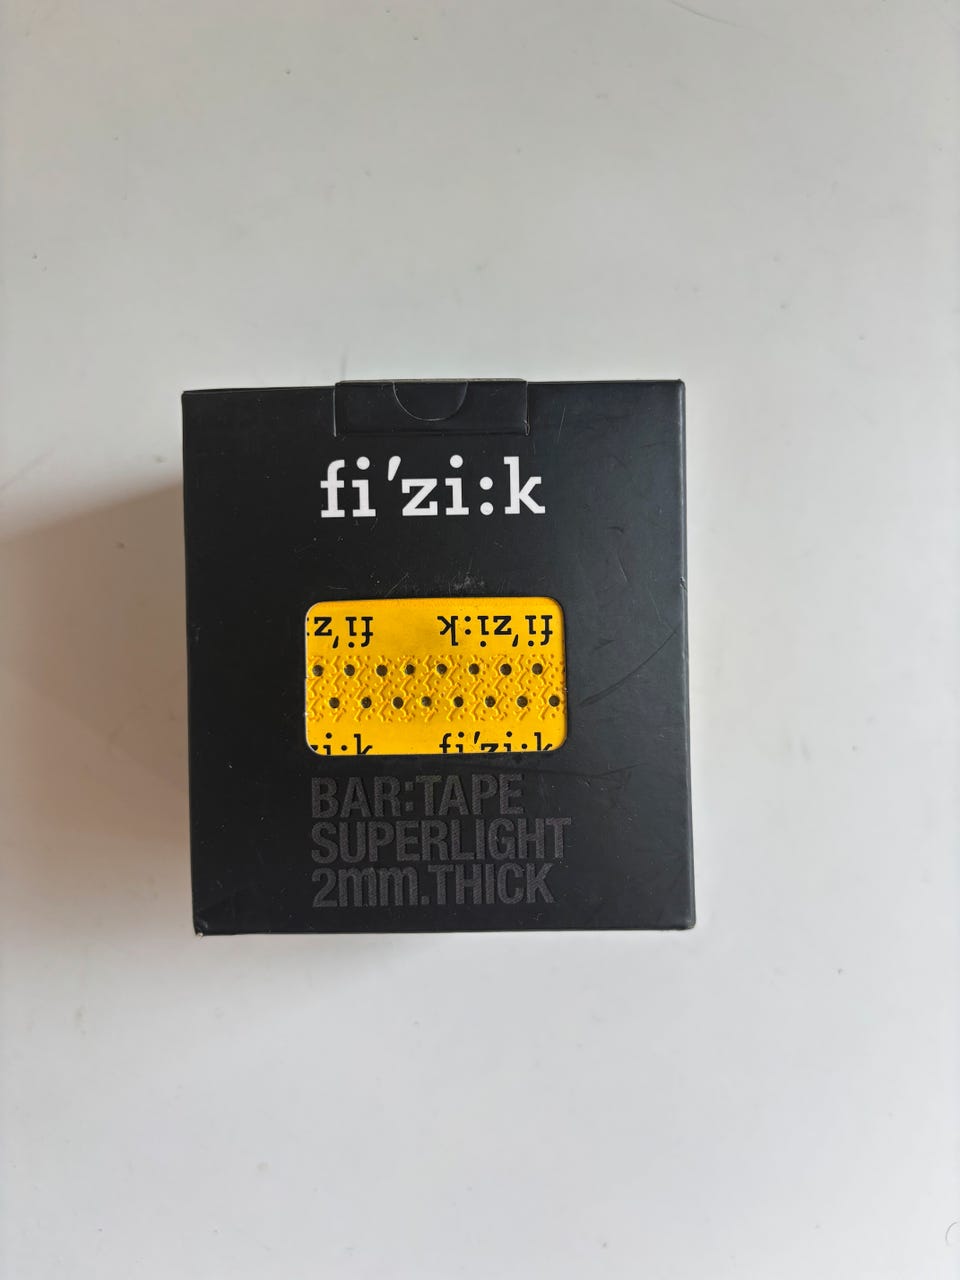 fi'zi:k
fi'z fi'zi:k
zi:k fi'zi:k
BAR:TAPE
SUPERLIGHT
2mm.THICK